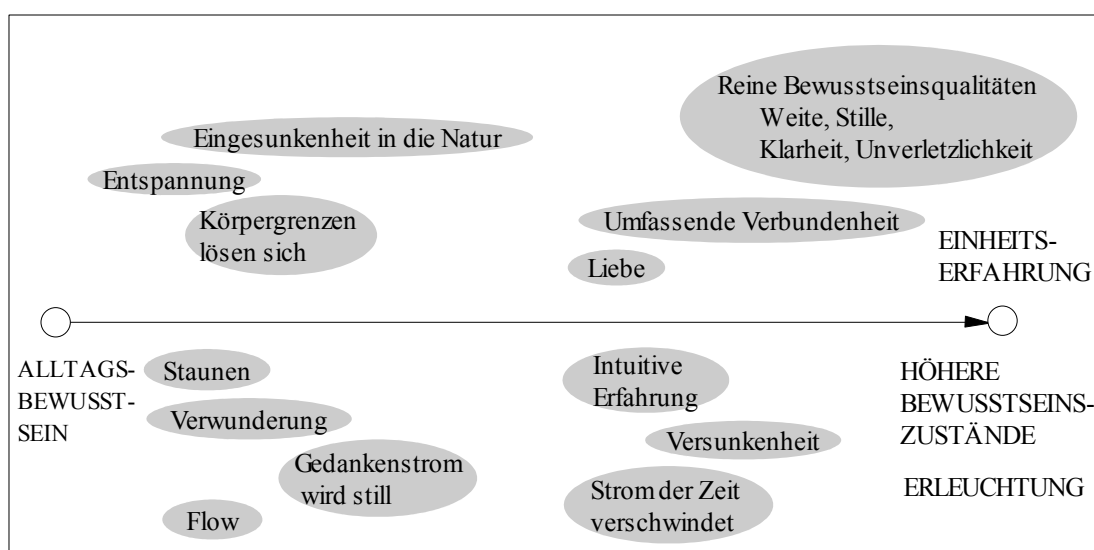 Reine Bewusstseinsqualitäten
Weite, Stille,
Klarheit, Unverletzlichkeit
Eingesunkenheit in die Natur
Entspannung
Körpergrenzen
lösen sich
Umfassende Verbundenheit
Liebe
EINHEITS-
ERFAHRUNG
ALLTAGS-
BEWUSST-
SEIN
Staunen
Verwunderung
Gedankenstrom
wird still
Flow
Intuitive
Erfahrung
Versunkenheit
Strom der Zeit
verschwindet
HÖHERE
BEWUSSTSEINS-
ZUSTÄNDE
ERLEUCHTUNG